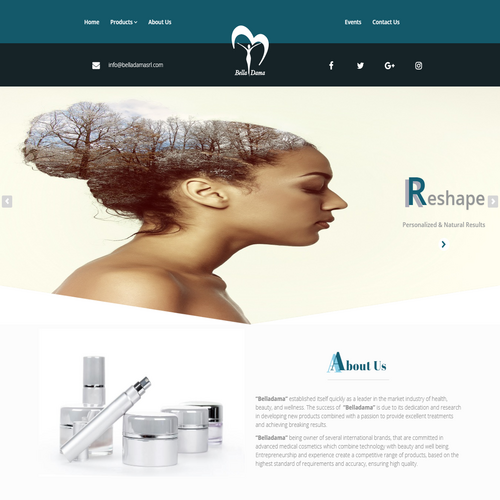 Home Products About Us Events Contact Us
Bella Dama
info@belladamasrl.com
Reshape
Personalized & Natural Results
About Us
"Belladama" established itself quickly as a leader in the market industry of health,
beauty, and wellness. The success of "Belladama" is due to its dedication and research
in developing new products combined with a passion to provide excellent treatments
and achieving breaking results.
"Belladama" being owner of several international brands, that are committed in
advanced medical cosmetics which combine technology with beauty and well being.
Entrepreneurship and experience create a competitive range of products, based on the
highest standard of requirements and accuracy, ensuring high quality.